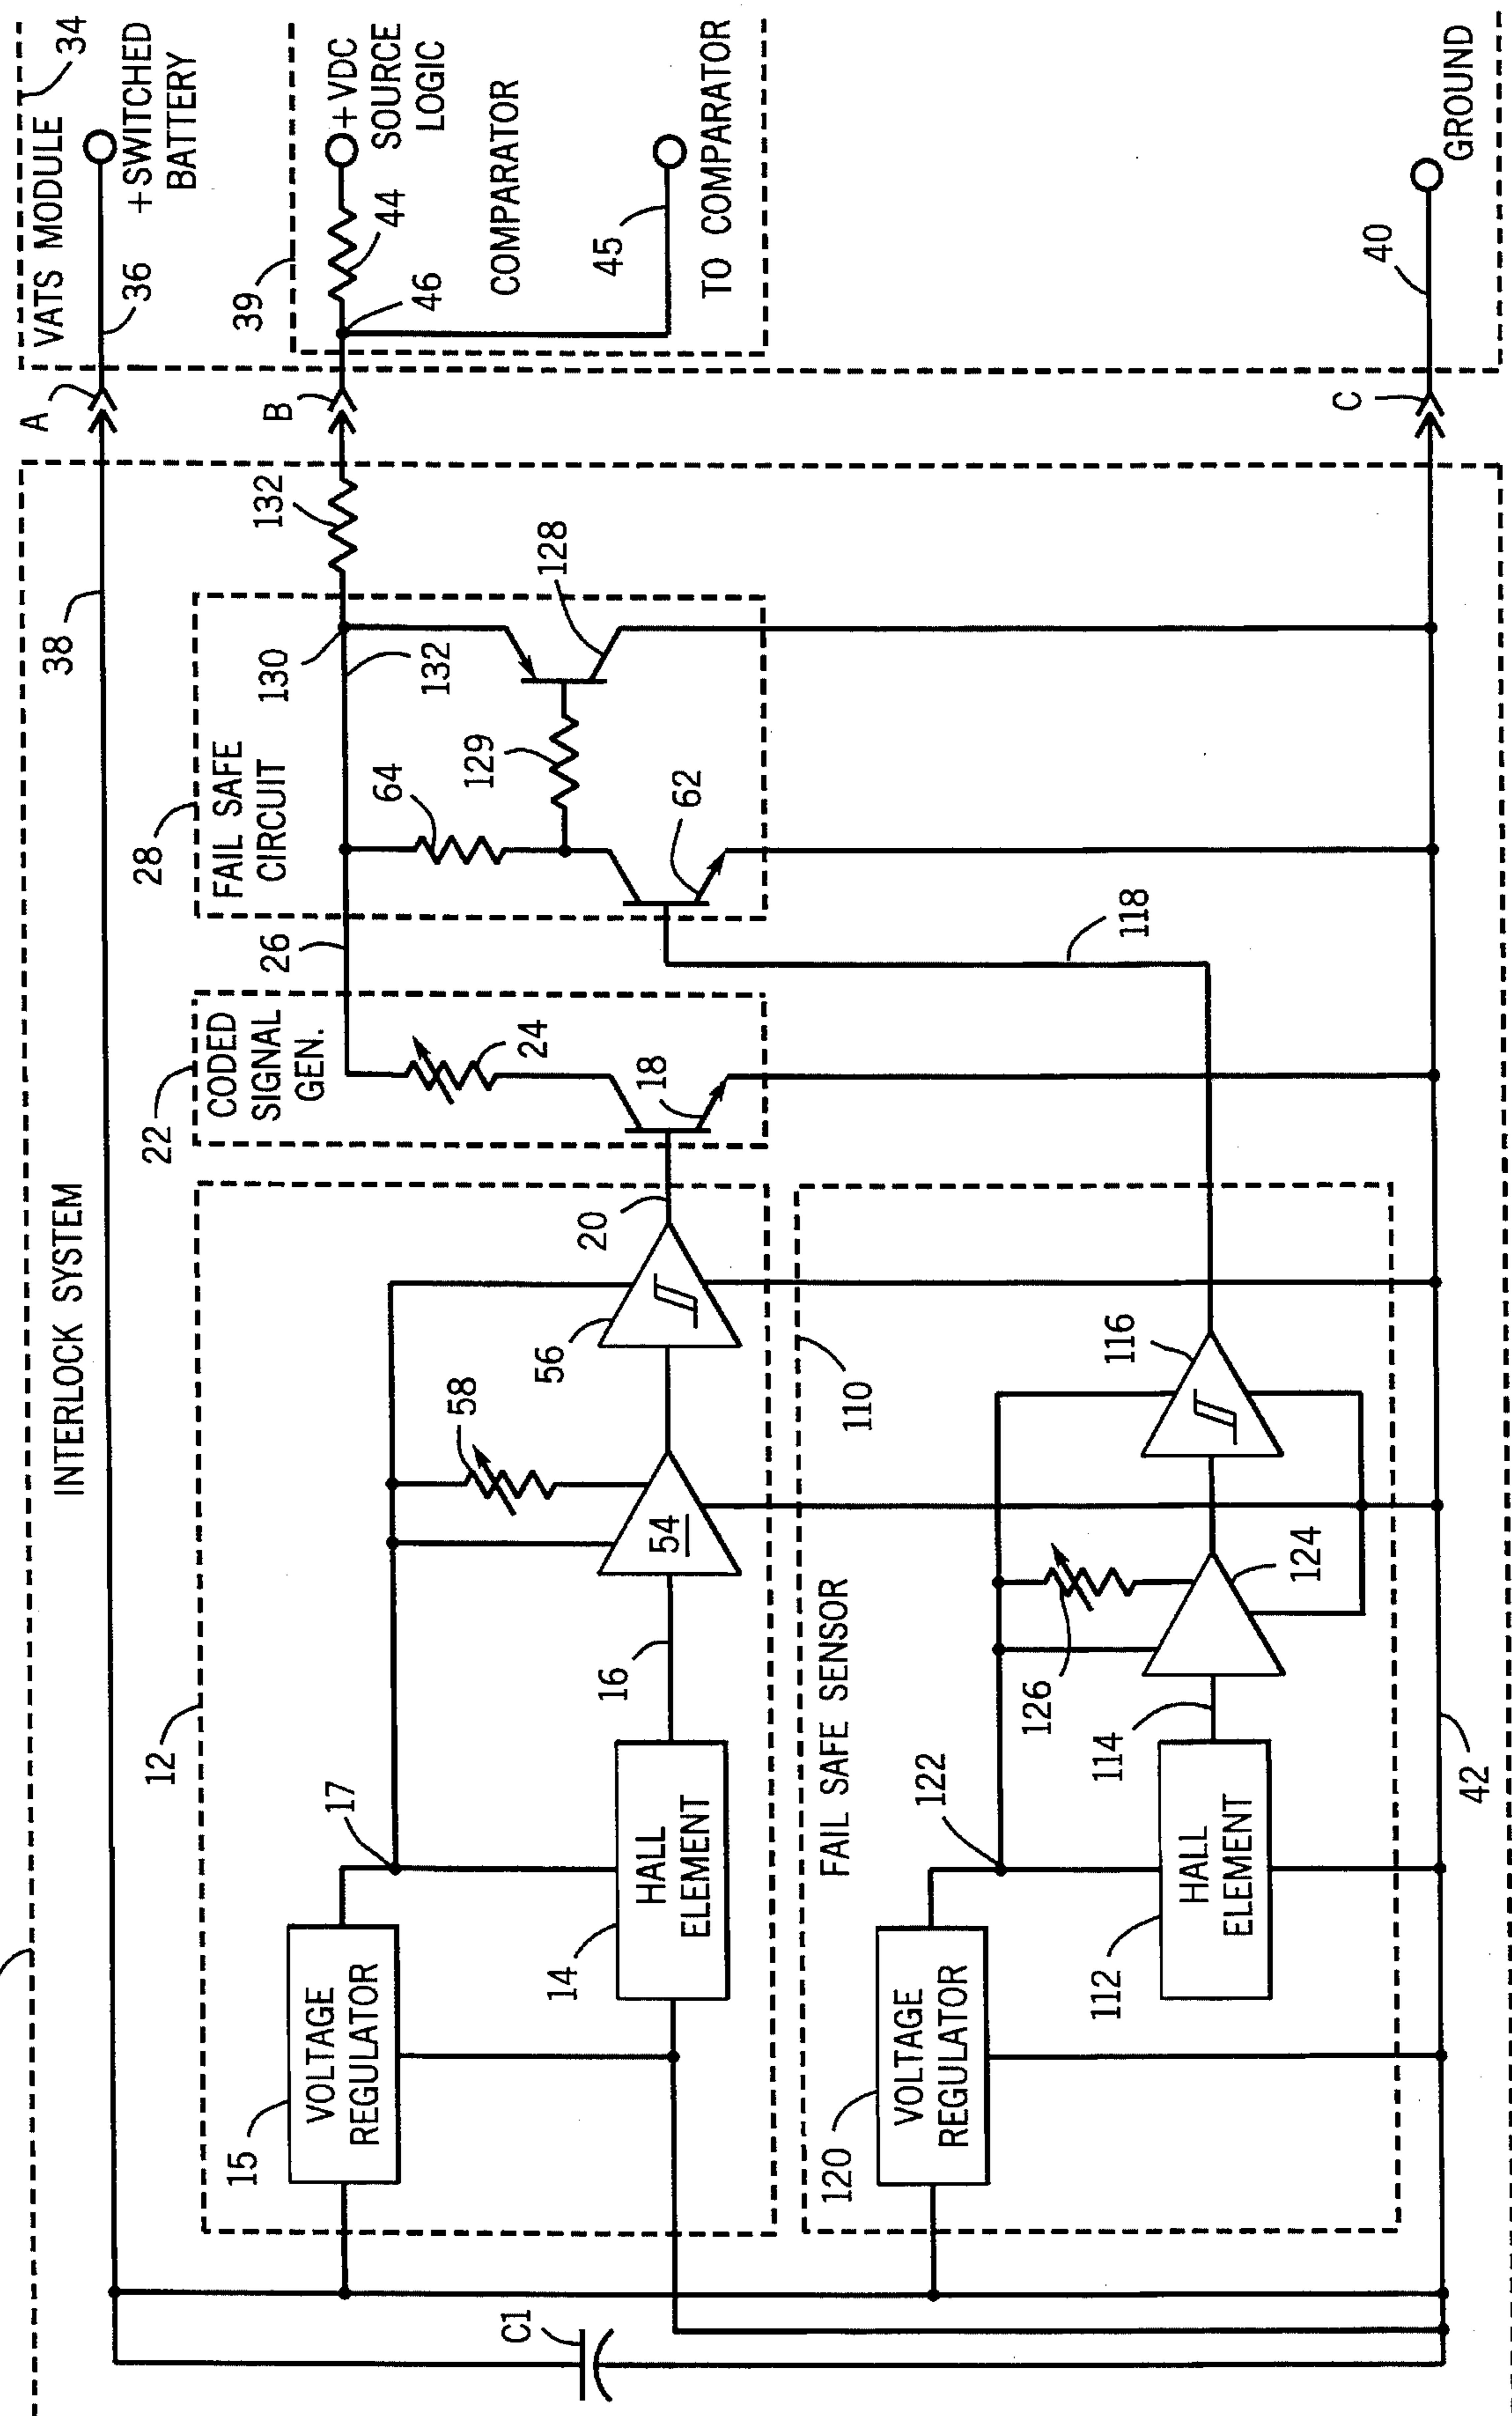 INTERLOCK SYSTEM
38
A
36
VATS MODULE
34
+SWITCHED
BATTERY
12
15
VOLTAGE
REGULATOR
17
14
HALL
ELEMENT
16
54
58
56
20
22
CODED
SIGNAL
GEN.
24
18
26
28
FAIL SAFE
CIRCUIT
64
62
129
130
132
128
132
B
39
46
44
+VDC
SOURCE
LOGIC
COMPARATOR
45
TO COMPARATOR
C1
FAIL SAFE SENSOR
110
120
VOLTAGE
REGULATOR
122
112
HALL
ELEMENT
114
126
124
116
118
42
C
40
GROUND